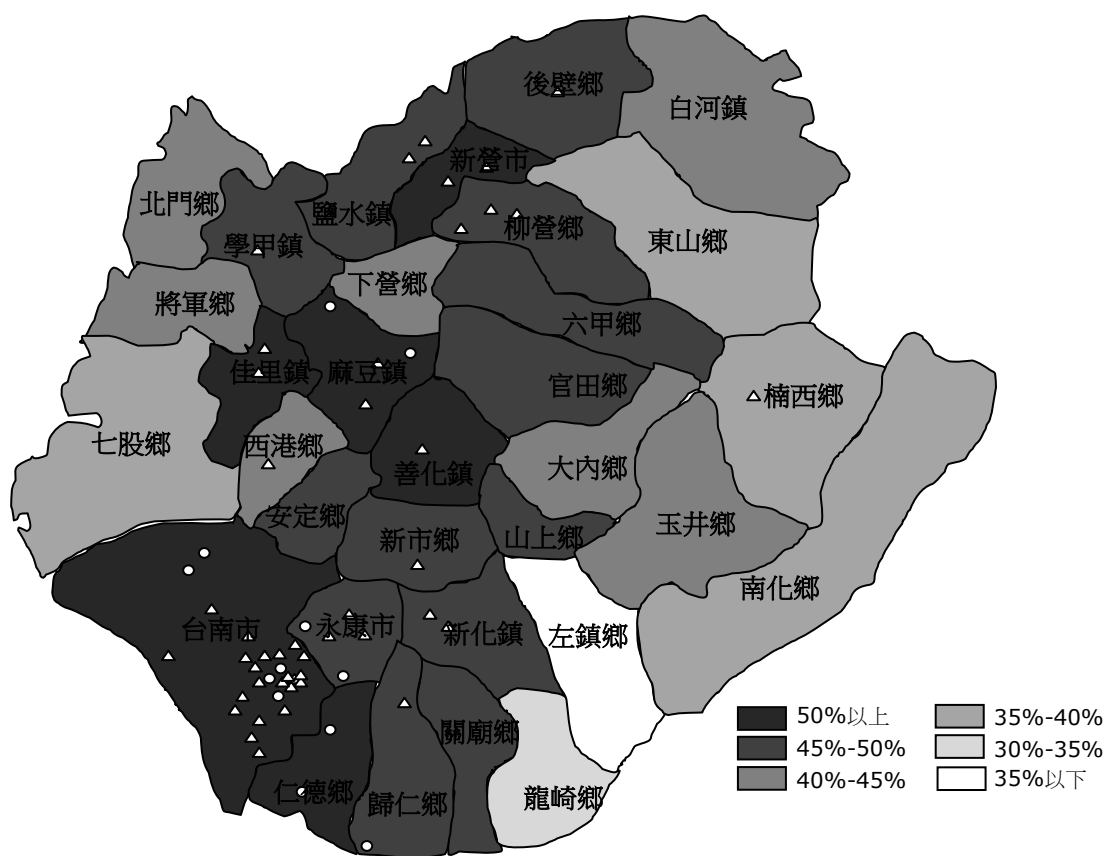 後壁鄉
白河鎮
新營市
北門鄉
鹽水鎮
學甲鎮
柳營鄉
東山鄉
下營鄉
將軍鄉
六甲鄉
佳里鎮
麻豆鎮
官田鄉
楠西鄉
七股鄉
西港鄉
善化鎮
大內鄉
安定鄉
新市鄉
山上鄉
玉井鄉
南化鄉
台南市
永康市
新化鎮
左鎮鄉
關廟鄉
仁德鄉
歸仁鄉
龍崎鄉
50%以上
35%-40%
45%-50%
30%-35%
40%-45%
35%以下